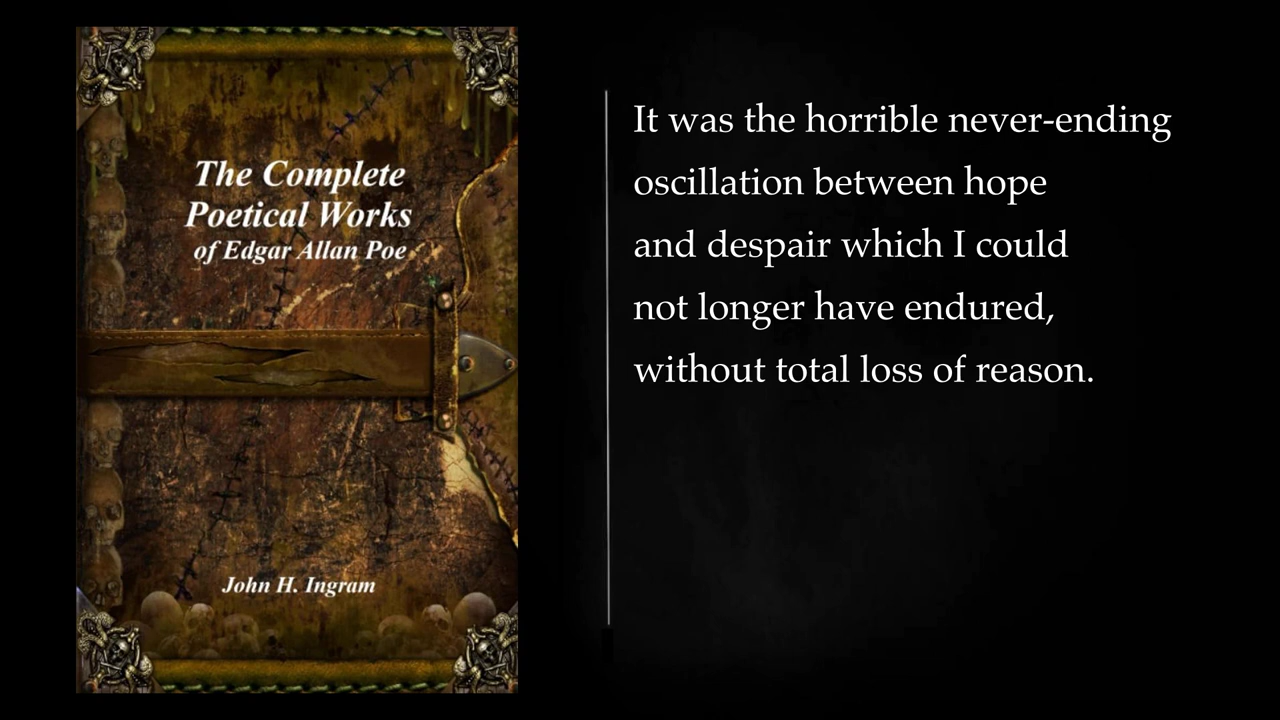 The Complete
Poetical Works
of Edgar Allan Poe
John H. Ingram
It was the horrible never-ending
oscillation between hope
and despair which I could
not longer have endured,
without total loss of reason.